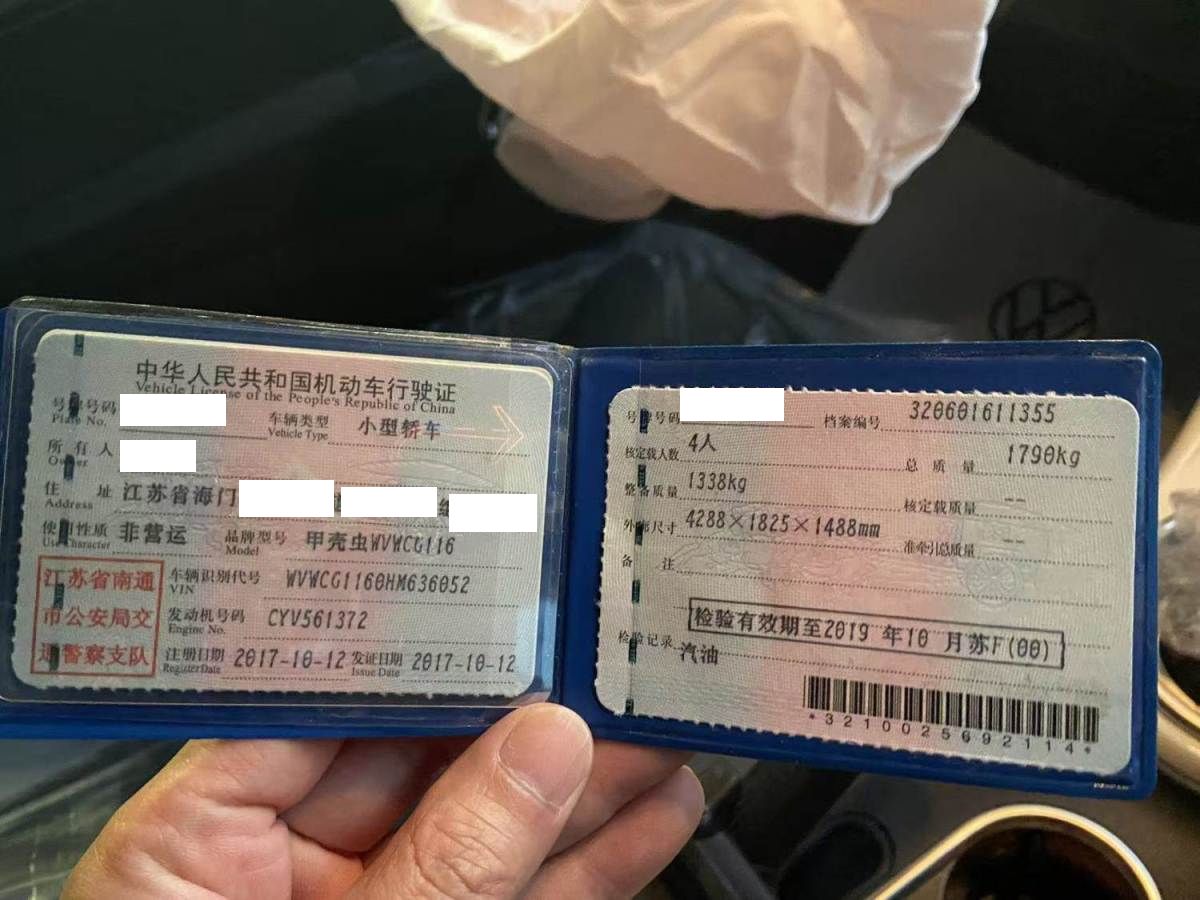 中华人民共和国机动车行驶证
Vehicle License of the People's Republic of China
号牌号码 车辆类型 小型轿车
Plate No. Vehicle Type
所有人
Owner
住址 江苏省海门
Address
使用性质 非营运 品牌型号 甲壳虫WVWCG116
Use Character Model
江苏省南通
市公安局交
通警察支队
车辆识别代号 WVWCG1160HM636052
VIN
发动机号码 CYV561372
Engine No.
注册日期 2017-10-12 发证日期 2017-10-12
Register Date Issue Date
号牌号码 档案编号 320601611355
核定载人数 4人 总质量 1790kg
整备质量 1338kg 核定载质量 --
外廓尺寸 4288×1825×1488mm 准牵引总质量 --
备注
检验有效期至2019 年10 月苏F(00)
检验记录 汽油
*3210025692114*